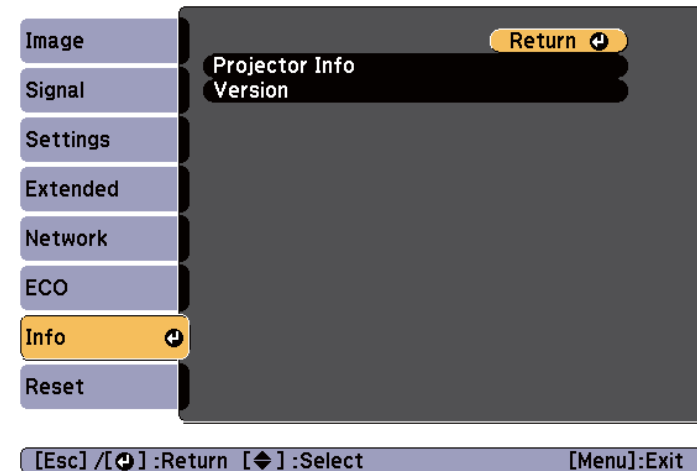 Image
Signal
Settings
Extended
Network
ECO
Info
Reset
Return
Projector Info
Version
[Esc] /[ ] :Return [ ] :Select [Menu]:Exit